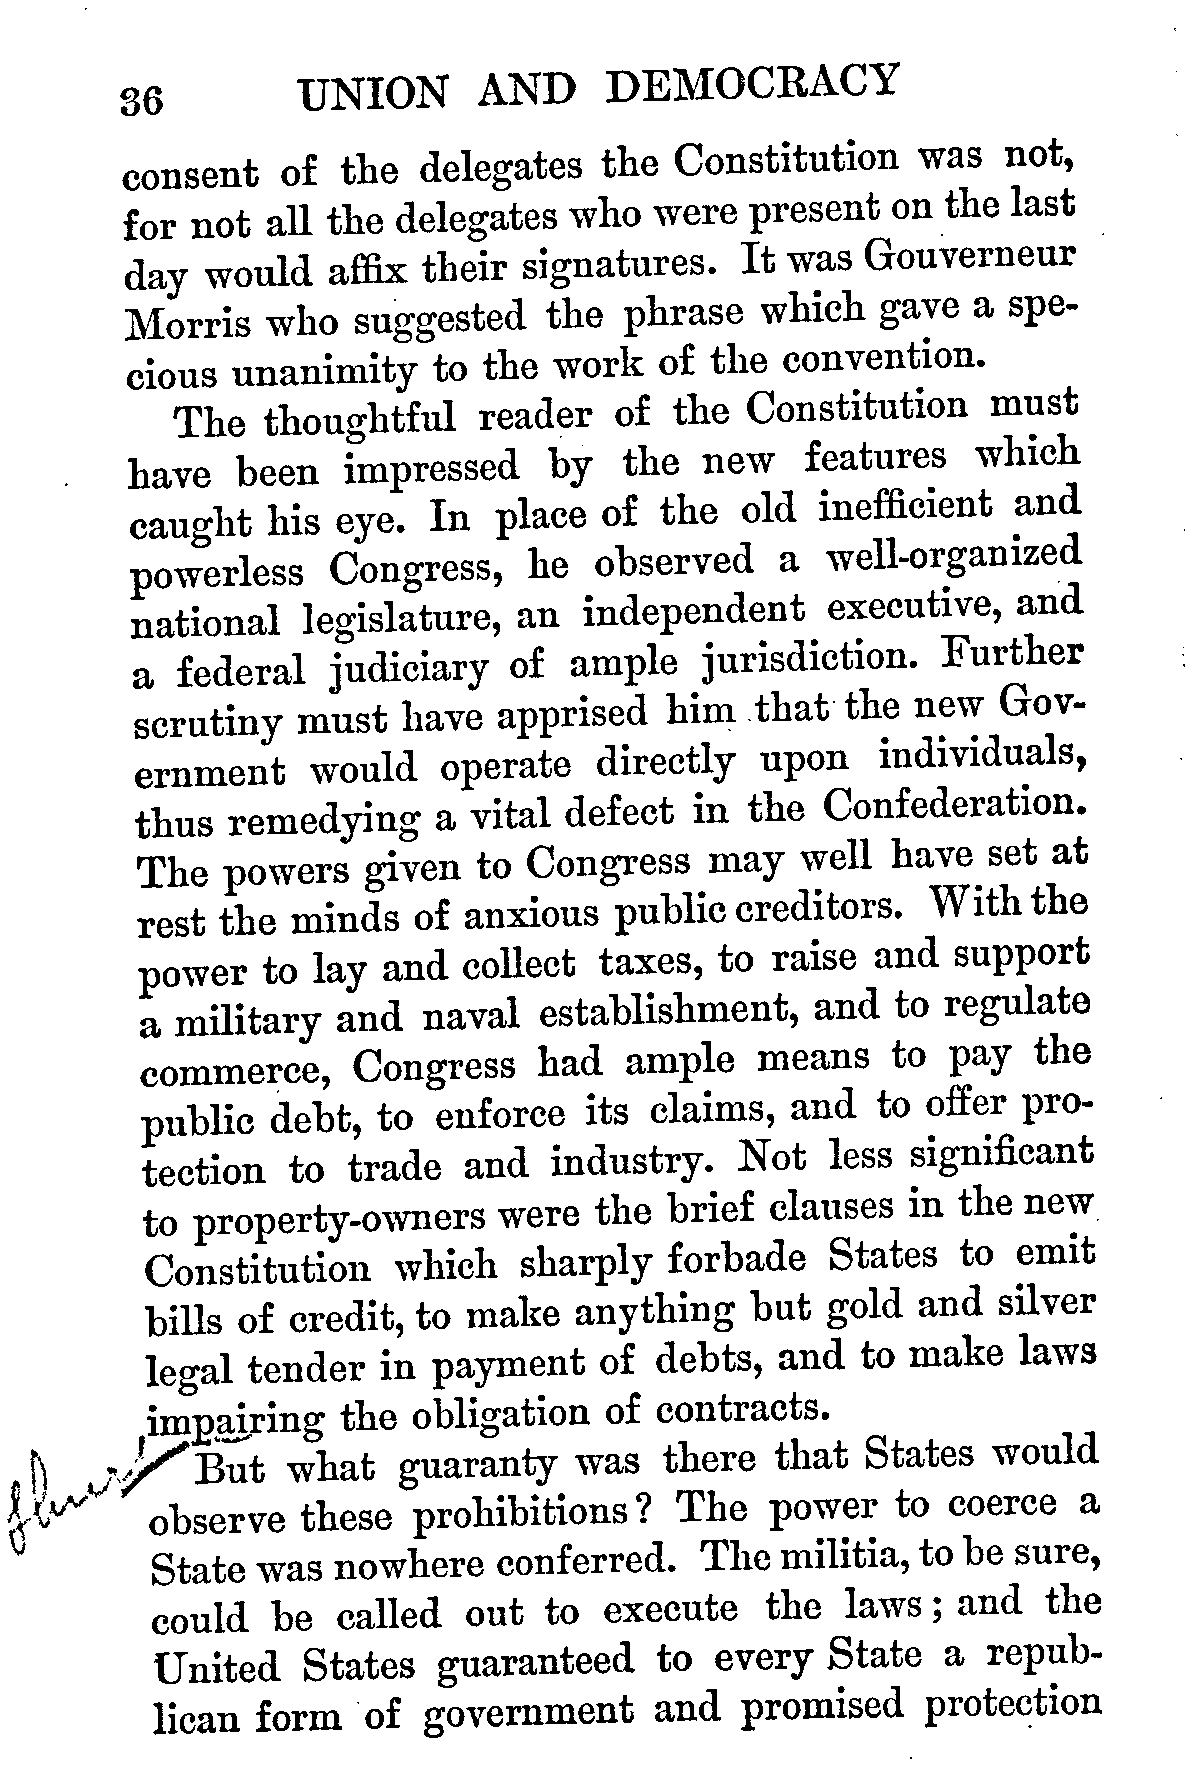 36 UNION AND DEMOCRACY
consent of the delegates the Constitution was not,
for not all the delegates who were present on the last
day would affix their signatures. It was Gouverneur
Morris who suggested the phrase which gave a spe-
cious unanimity to the work of the convention.
The thoughtful reader of the Constitution must
have been impressed by the new features which
caught his eye. In place of the old inefficient and
powerless Congress, he observed a well-organized
national legislature, an independent executive, and
a federal judiciary of ample jurisdiction. Further
scrutiny must have apprised him that the new Gov-
ernment would operate directly upon individuals,
thus remedying a vital defect in the Confederation.
The powers given to Congress may well have set at
rest the minds of anxious public creditors. With the
power to lay and collect taxes, to raise and support
a military and naval establishment, and to regulate
commerce, Congress had ample means to pay the
public debt, to enforce its claims, and to offer pro-
tection to trade and industry. Not less significant
to property-owners were the brief clauses in the new
Constitution which sharply forbade States to emit
bills of credit, to make anything but gold and silver
legal tender in payment of debts, and to make laws
impairing the obligation of contracts.
But what guaranty was there that States would
observe these prohibitions? The power to coerce a
State was nowhere conferred. The militia, to be sure,
could be called out to execute the laws; and the
United States guaranteed to every State a repub-
lican form of government and promised protection